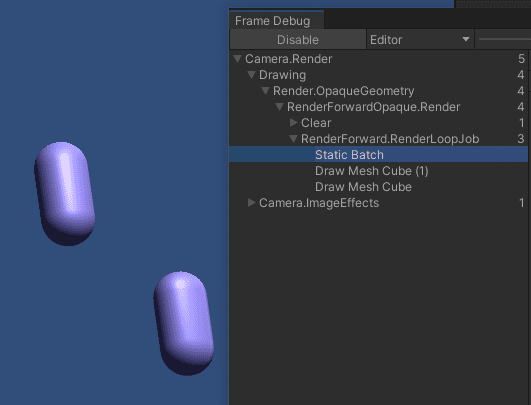 Frame Debug
Disable Editor
Camera.Render 5
Drawing 4
Render.OpaqueGeometry 4
RenderForwardOpaque.Render 4
Clear 1
RenderForward.RenderLoopJob 3
Static Batch
Draw Mesh Cube (1)
Draw Mesh Cube
Camera.ImageEffects 1